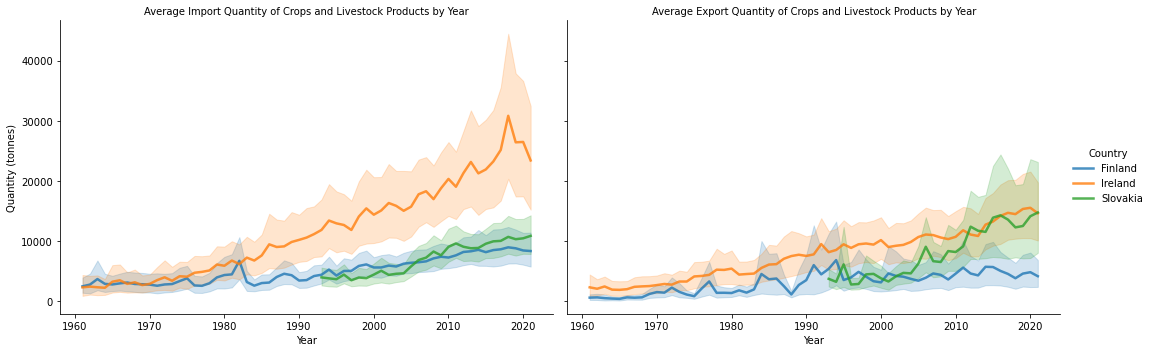 Average Import Quantity of Crops and Livestock Products by Year
Average Export Quantity of Crops and Livestock Products by Year
Quantity (tonnes)
40000
30000
20000
10000
0
1960 1970 1980 1990 2000 2010 2020
Year
1960 1970 1980 1990 2000 2010 2020
Year
Country
Finland
Ireland
Slovakia